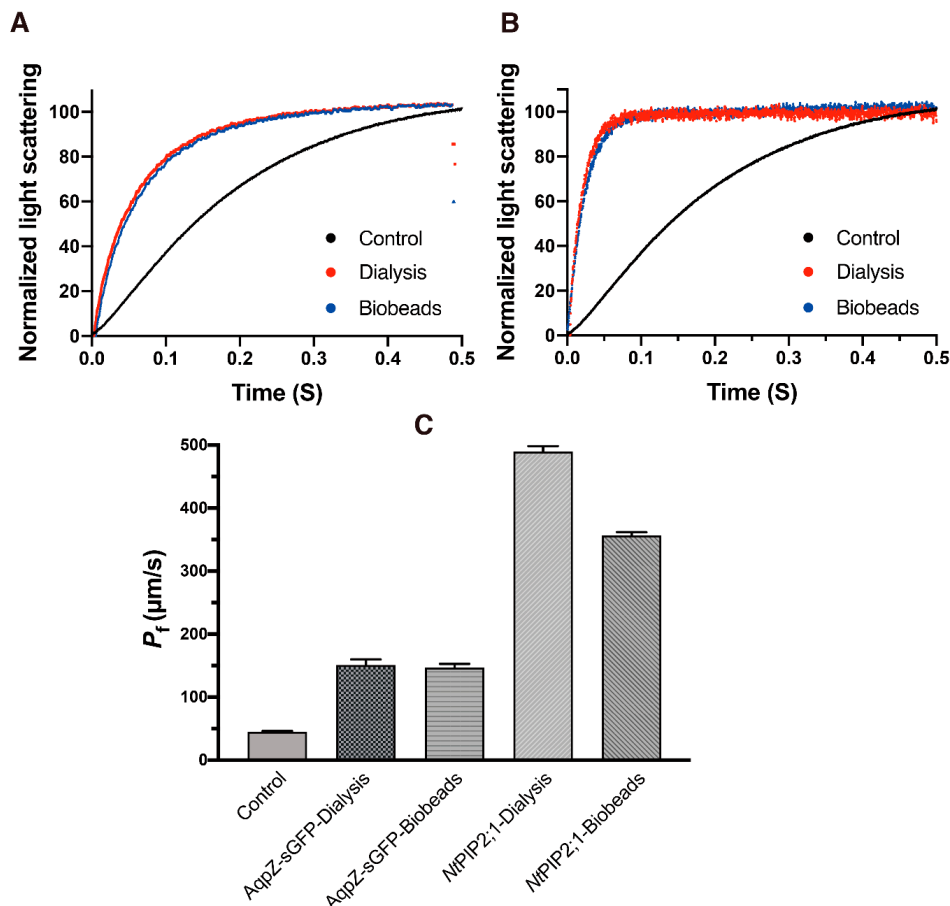 A
Normalized light scattering
100
80
60
40
20
0
0.0 0.1 0.2 0.3 0.4 0.5
Time (S)
Control
Dialysis
Biobeads
B
Normalized light scattering
100
80
60
40
20
0
0.0 0.1 0.2 0.3 0.4 0.5
Time (S)
Control
Dialysis
Biobeads
C
Pf (µm/s)
500
400
300
200
100
0
Control
AqpZ-sGFP-Dialysis
AqpZ-sGFP-Biobeads
NtPIP2;1-Dialysis
NtPIP2;1-Biobeads